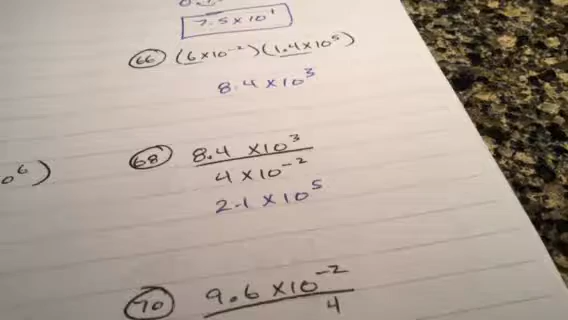 7.5 × 10¹
66 (6×10⁻²)(1.4×10⁵)
8.4 × 10³
0⁶)
68 8.4 × 10³
4 × 10⁻²
2.1 × 10⁵
70 9.6 × 10⁻²
4